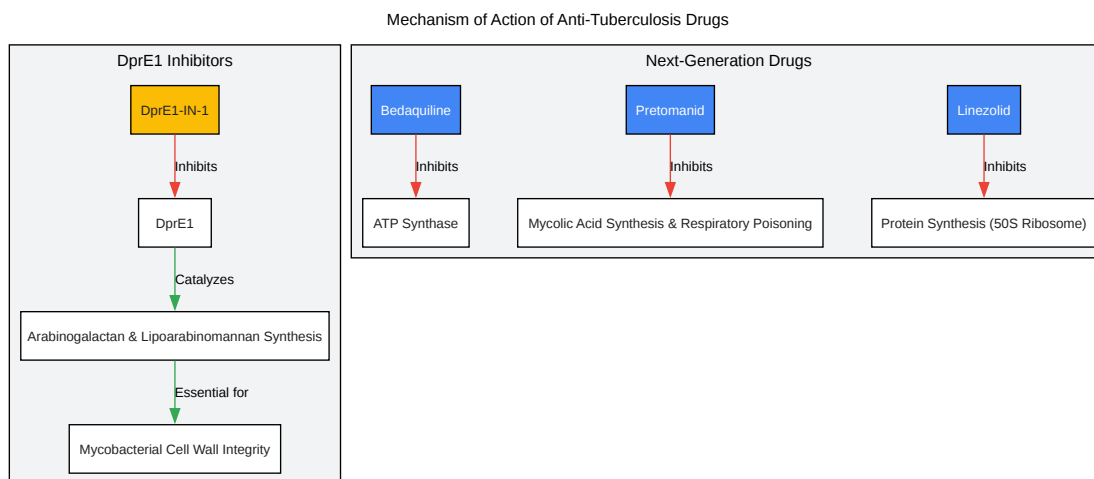 Mechanism of Action of Anti-Tuberculosis Drugs
DprE1 Inhibitors
DprE1-IN-1
Inhibits
DprE1
Catalyzes
Arabinogalactan & Lipoarabinomannan Synthesis
Essential for
Mycobacterial Cell Wall Integrity
Next-Generation Drugs
Bedaquiline
Inhibits
ATP Synthase
Pretomanid
Inhibits
Mycolic Acid Synthesis & Respiratory Poisoning
Linezolid
Inhibits
Protein Synthesis (50S Ribosome)